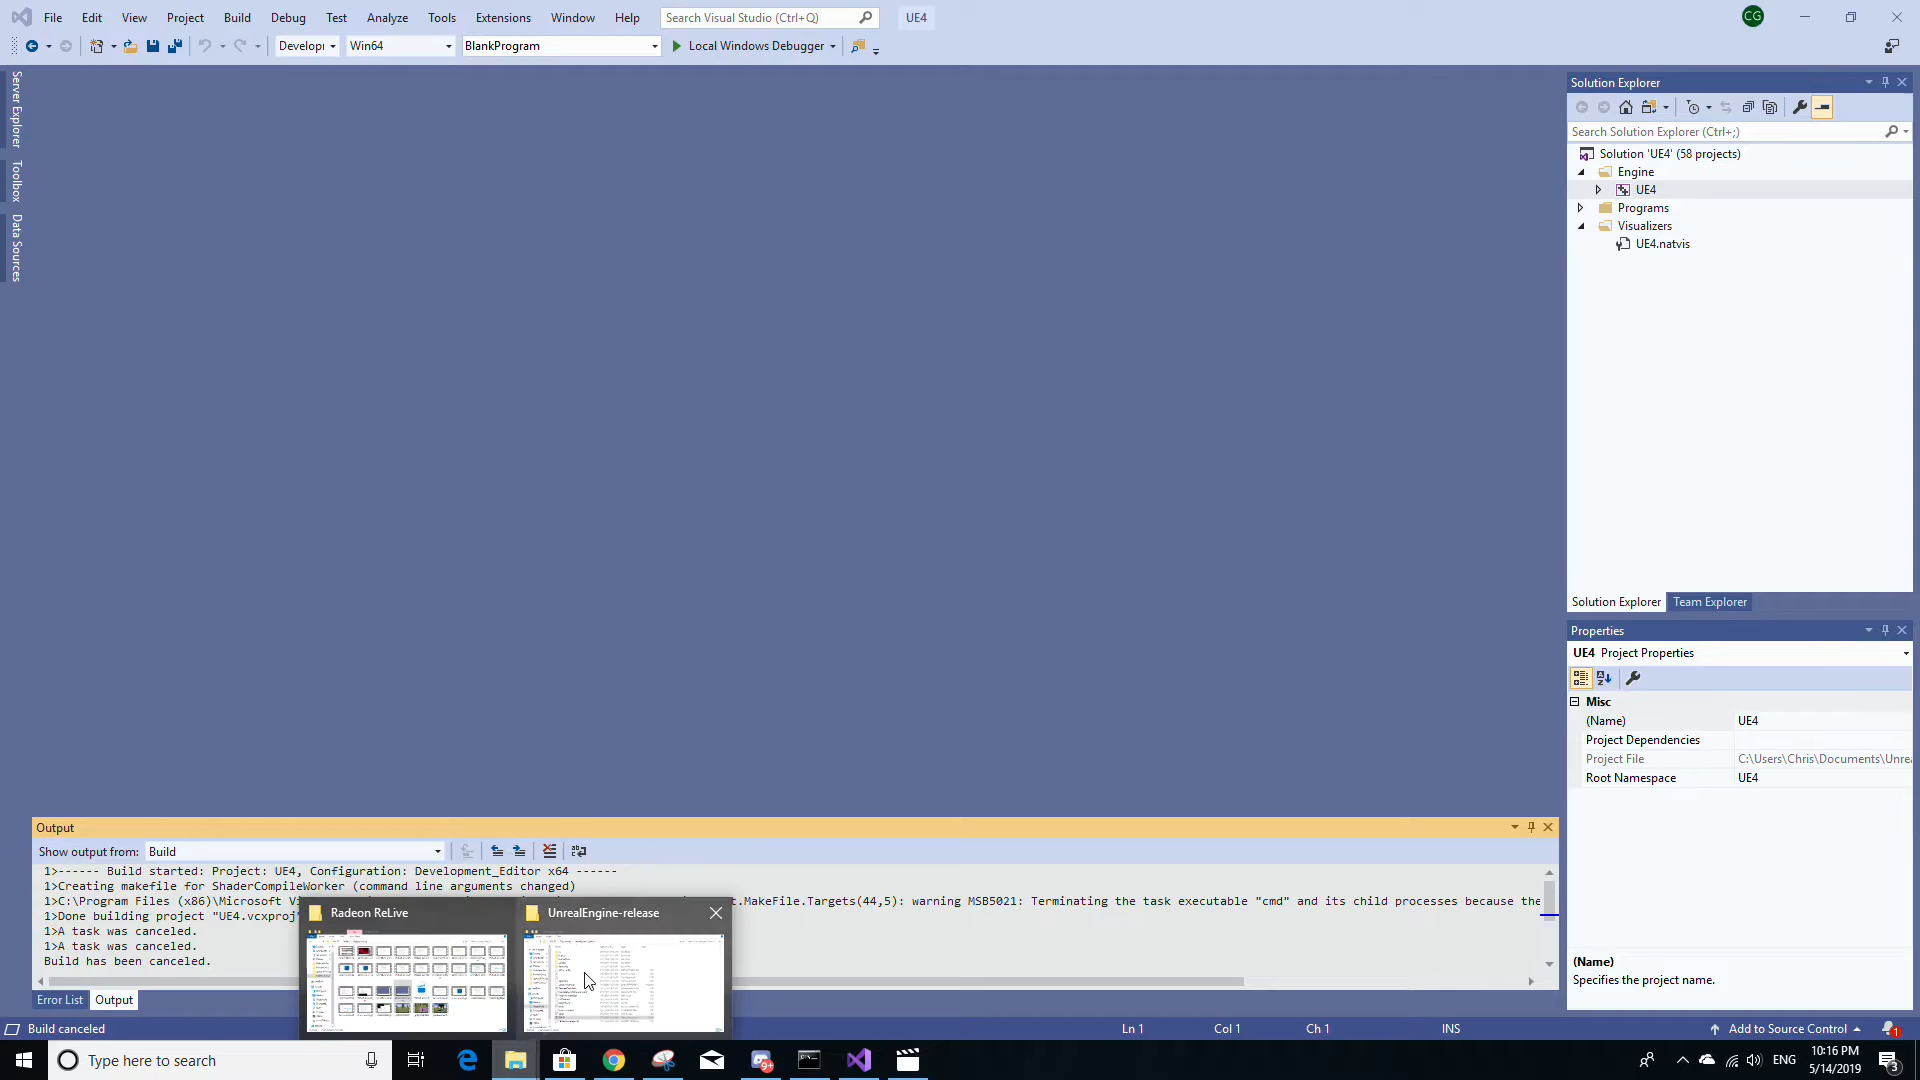 File Edit View Project Build Debug Test Analyze Tools Extensions Window Help Search Visual Studio (Ctrl+Q) UE4 CG
Develop Win64 BlankProgram Local Windows Debugger
Server Explorer
Toolbox
Data Sources
Solution Explorer
Search Solution Explorer (Ctrl+;)
Solution 'UE4' (58 projects)
Engine
UE4
Programs
Visualizers
UE4.natvis
Solution Explorer Team Explorer
Properties
UE4 Project Properties
Misc
(Name) UE4
Project Dependencies
Project File C:\Users\Chris\Documents\Unre
Root Namespace UE4
(Name)
Specifies the project name.
Output
Show output from: Build
1>------ Build started: Project: UE4, Configuration: Development_Editor x64 ------
1>Creating makefile for ShaderCompileWorker (command line arguments changed)
1>C:\Program Files (x86)\Microsoft Vi t.MakeFile.Targets(44,5): warning MSB5021: Terminating the task executable "cmd" and its child processes because the
1>Done building project "UE4.vcxproj"
1>A task was canceled.
1>A task was canceled.
Build has been canceled.
Radeon ReLive UnrealEngine-release
Error List Output
Build canceled Ln 1 Col 1 Ch 1 INS Add to Source Control 1
Type here to search 9+ ENG 10:16 PM
5/14/2019 3